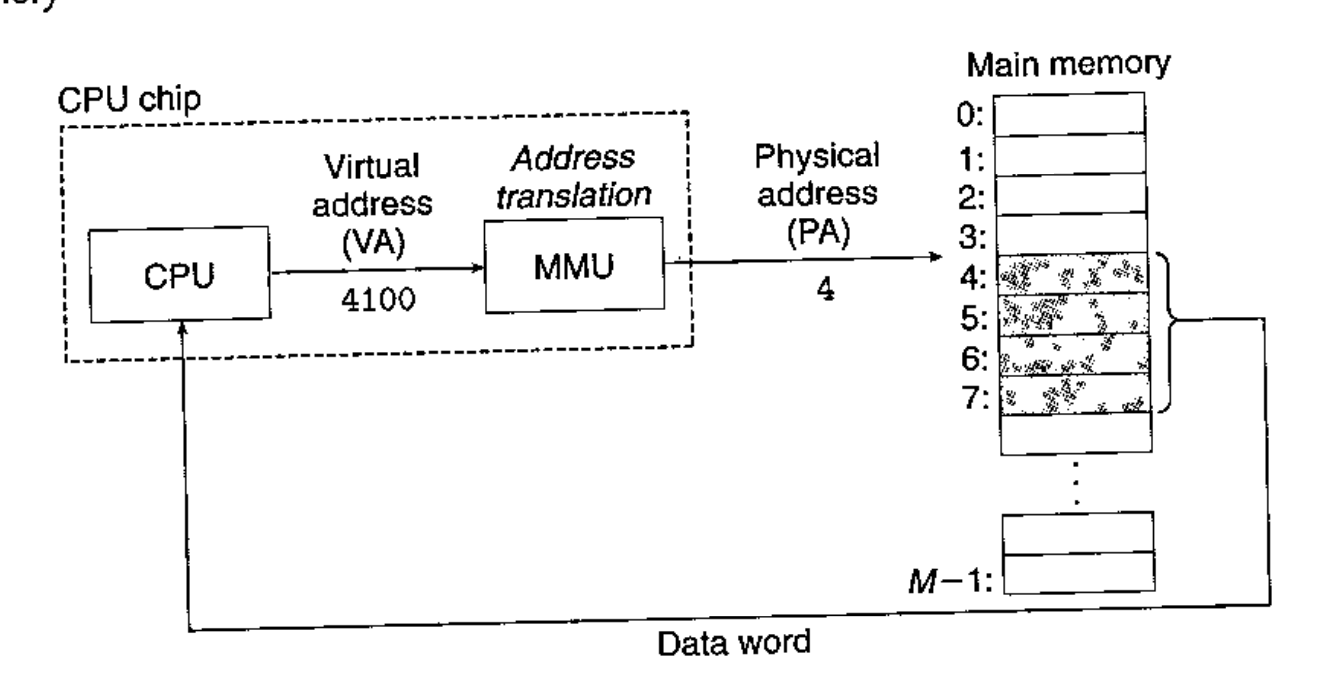 CPU chip
Virtual
address
(VA)
4100
Address
translation
CPU
MMU
Physical
address
(PA)
4
Main memory
0:
1:
2:
3:
4:
5:
6:
7:
M−1:
Data word